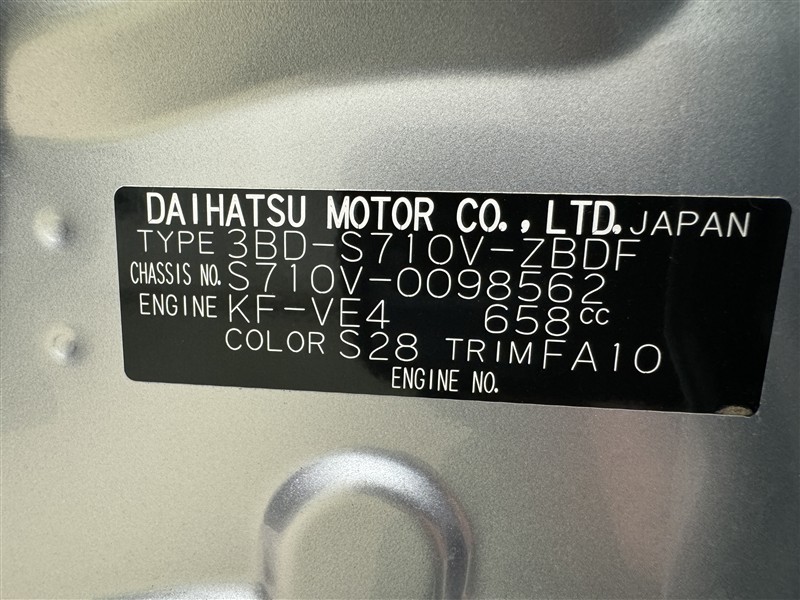 DAIHATSU MOTOR CO., LTD. JAPAN
TYPE 3BD-S710V-ZBDF
CHASSIS NO. S710V-0098562
ENGINE KF-VE4 658cc
COLOR S28 TRIM FA10
ENGINE NO.